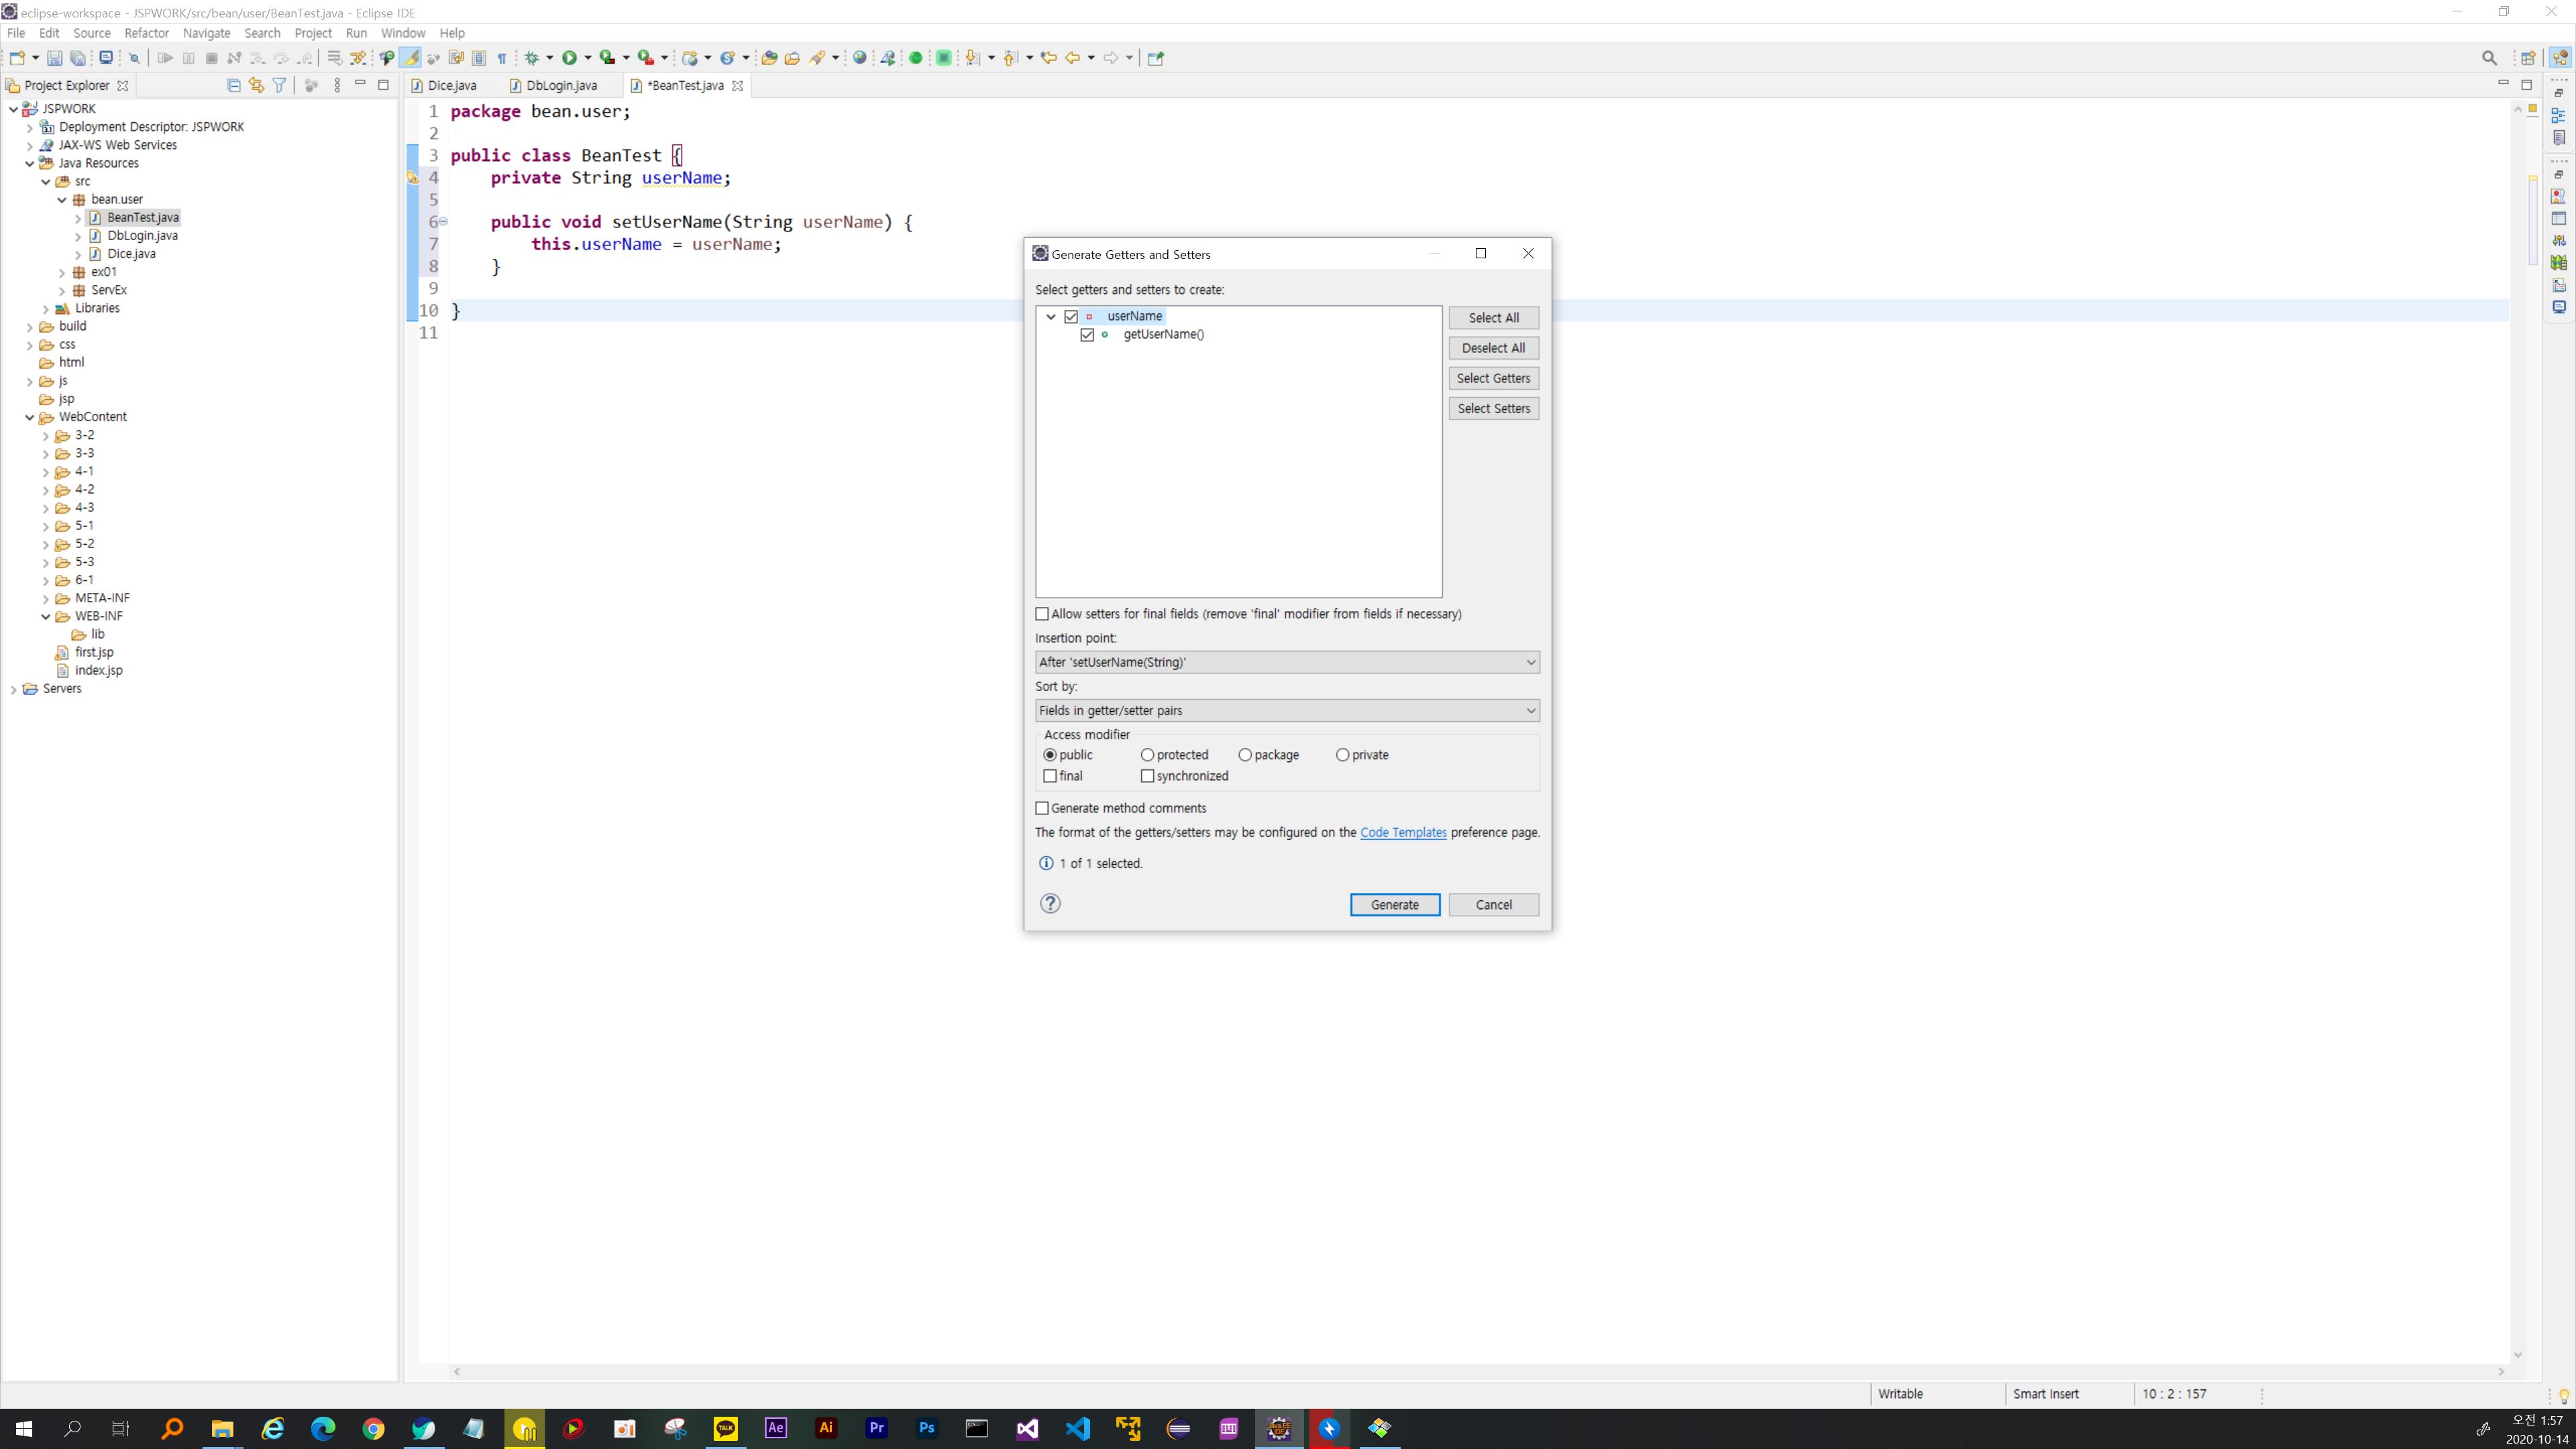 eclipse-workspace - JSPWORK/src/bean/user/BeanTest.java - Eclipse IDE
File Edit Source Refactor Navigate Search Project Run Window Help
Project Explorer
JSPWORK
Deployment Descriptor: JSPWORK
JAX-WS Web Services
Java Resources
src
bean.user
BeanTest.java
DbLogin.java
Dice.java
ex01
ServEx
Libraries
build
css
html
js
jsp
WebContent
3-2
3-3
4-1
4-2
4-3
5-1
5-2
5-3
6-1
META-INF
WEB-INF
lib
first.jsp
index.jsp
Servers
Dice.java DbLogin.java *BeanTest.java
1 package bean.user;
2
3 public class BeanTest {
4 private String userName;
5
6 public void setUserName(String userName) {
7 this.userName = userName;
8 }
9
10 }
11
Generate Getters and Setters
Select getters and setters to create:
userName
getUserName()
Select All
Deselect All
Select Getters
Select Setters
Allow setters for final fields (remove 'final' modifier from fields if necessary)
Insertion point:
After 'setUserName(String)'
Sort by:
Fields in getter/setter pairs
Access modifier
public protected package private
final synchronized
Generate method comments
The format of the getters/setters may be configured on the Code Templates preference page.
1 of 1 selected.
? Generate Cancel
Writable Smart Insert 10 : 2 : 157
TALK Ae Ai Pr Ps
Java EE
IDE
오전 1:57
2020-10-14